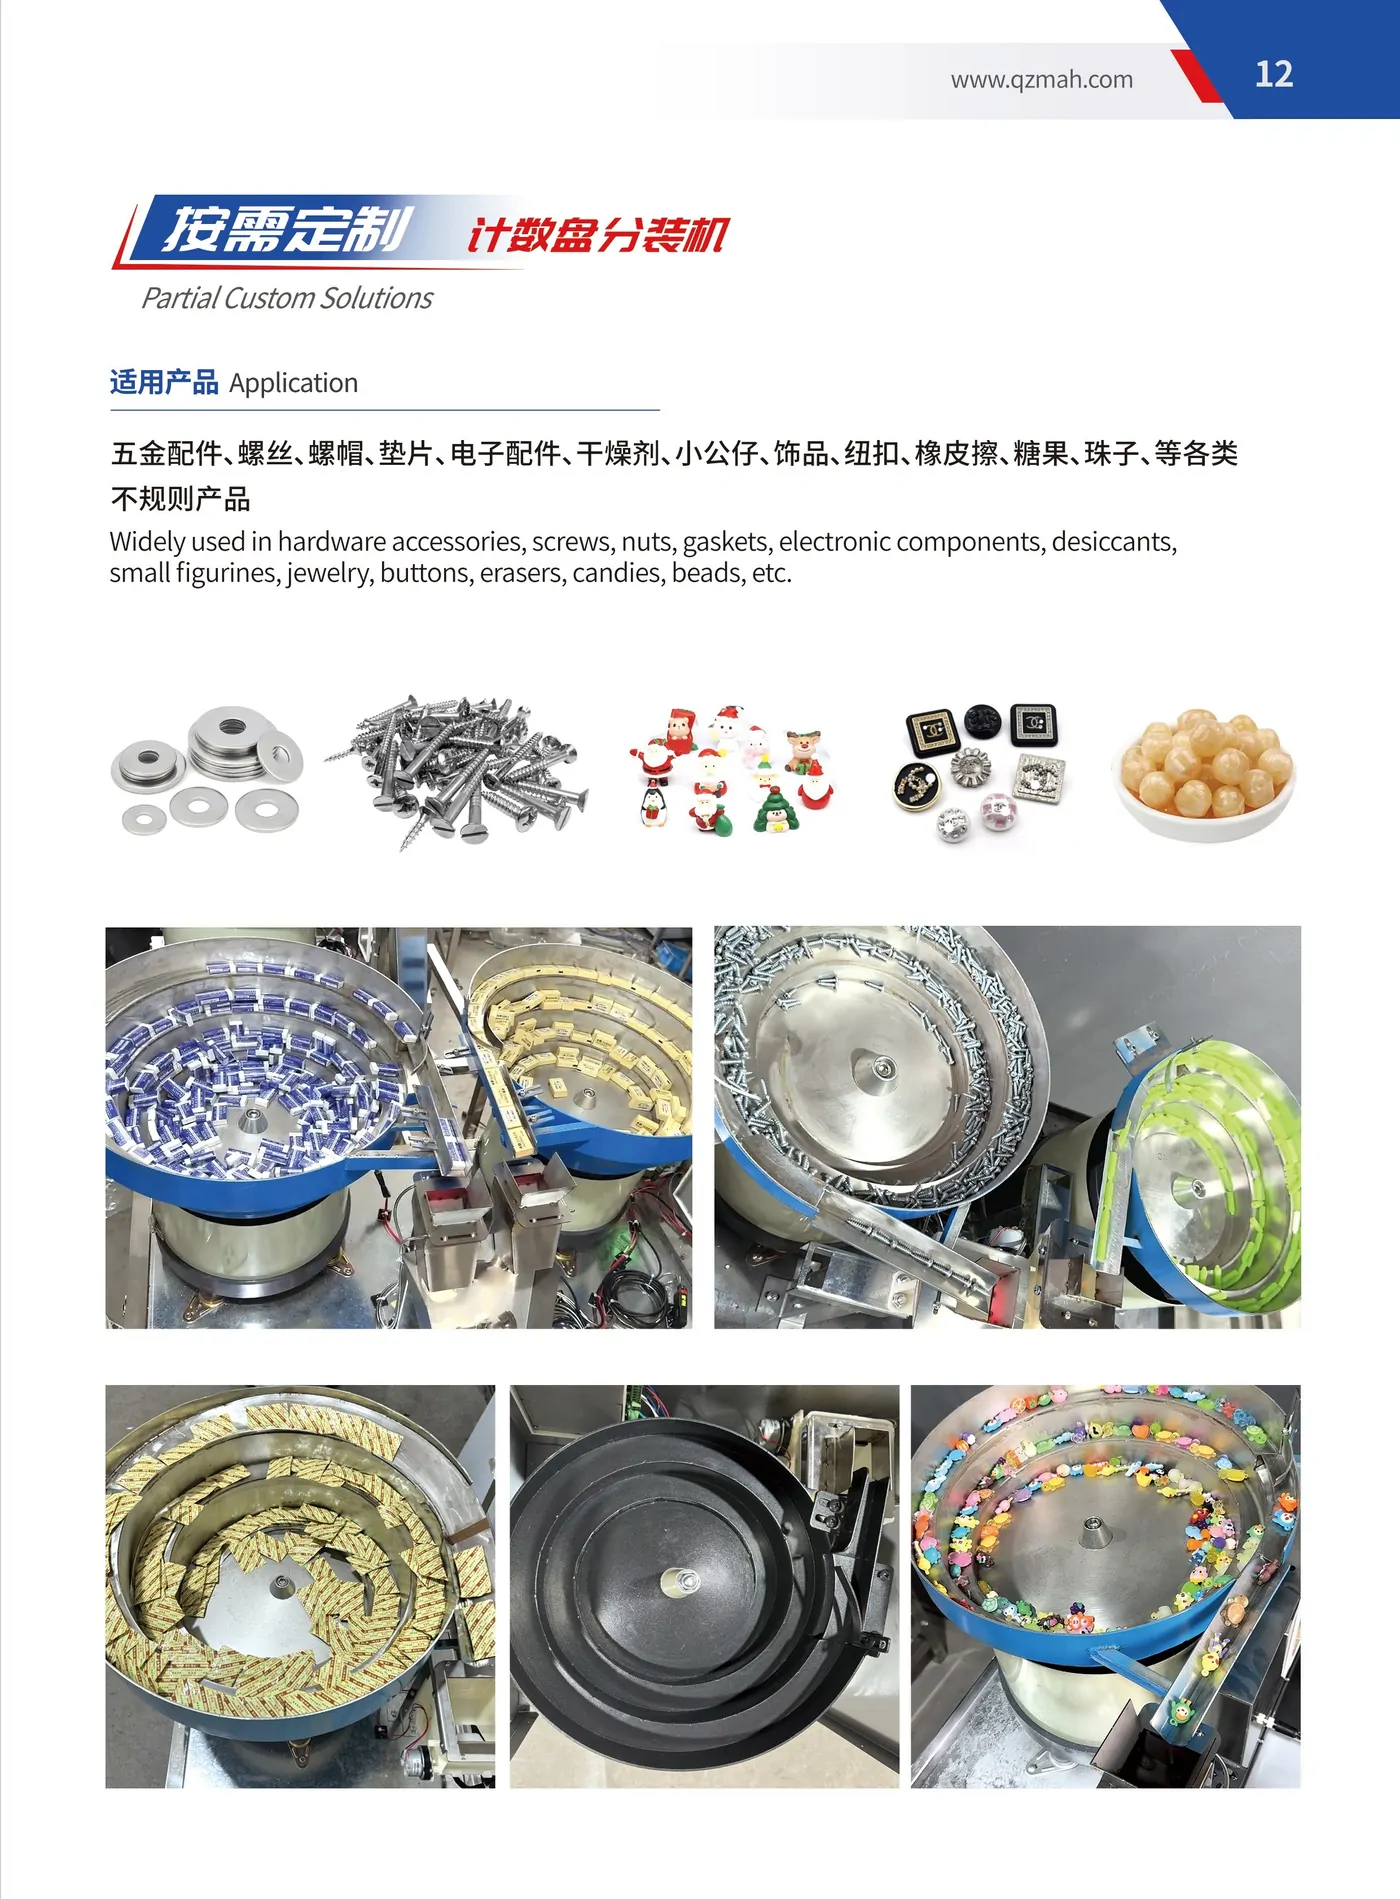 www.qzmah.com
12
按需定制 计数盘分装机
Partial Custom Solutions
适用产品 Application
五金配件、螺丝、螺帽、垫片、电子配件、干燥剂、小公仔、饰品、纽扣、橡皮擦、糖果、珠子、等各类
不规则产品
Widely used in hardware accessories, screws, nuts, gaskets, electronic components, desiccants,
small figurines, jewelry, buttons, erasers, candies, beads, etc.